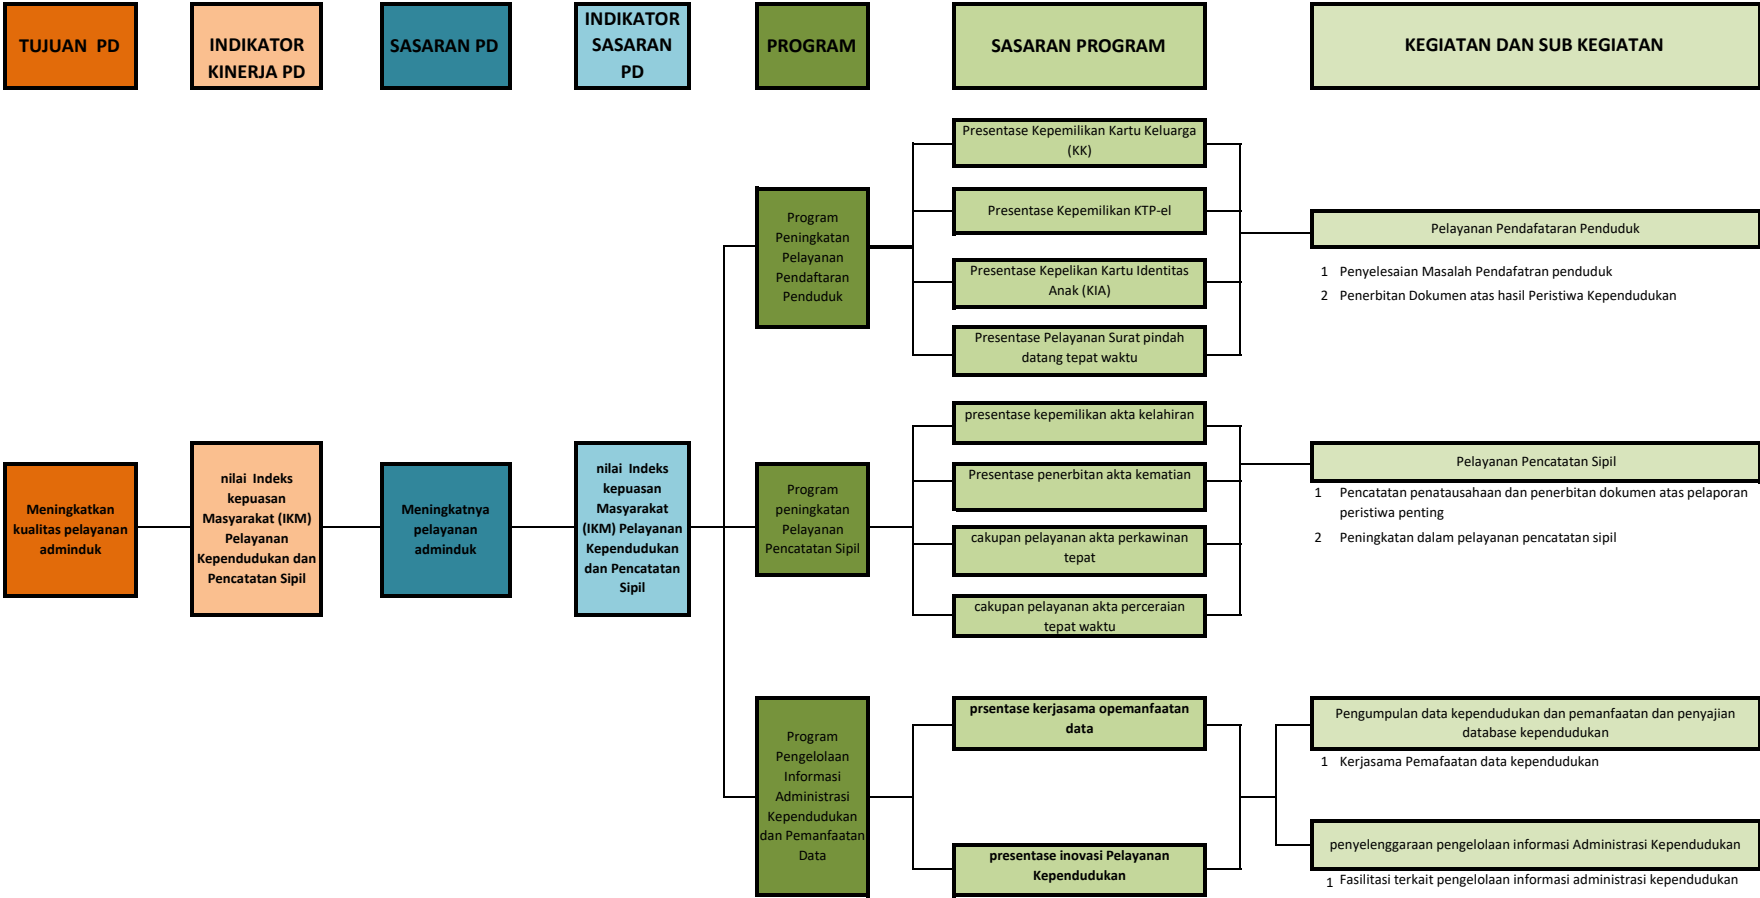 TUJUAN PD
INDIKATOR
KINERJA PD
SASARAN PD
INDIKATOR
SASARAN
PD
PROGRAM
SASARAN PROGRAM
KEGIATAN DAN SUB KEGIATAN
Meningkatkan
kualitas pelayanan
adminduk
nilai Indeks
kepuasan
Masyarakat (IKM)
Pelayanan
Kependudukan dan
Pencatatan Sipil
Meningkatnya
pelayanan
adminduk
nilai Indeks
kepuasan
Masyarakat
(IKM) Pelayanan
Kependudukan
dan Pencatatan
Sipil
Program
Peningkatan
Pelayanan
Pendaftaran
Penduduk
Presentase Kepemilikan Kartu Keluarga
(KK)
Presentase Kepemilikan KTP-el
Presentase Kepelikan Kartu Identitas
Anak (KIA)
Presentase Pelayanan Surat pindah
datang tepat waktu
Pelayanan Pendafataran Penduduk
1 Penyelesaian Masalah Pendafatran penduduk
2 Penerbitan Dokumen atas hasil Peristiwa Kependudukan
Program
peningkatan
Pelayanan
Pencatatan Sipil
presentase kepemilikan akta kelahiran
Presentase penerbitan akta kematian
cakupan pelayanan akta perkawinan
tepat
cakupan pelayanan akta perceraian
tepat waktu
Pelayanan Pencatatan Sipil
1 Pencatatan penatausahaan dan penerbitan dokumen atas pelaporan
peristiwa penting
2 Peningkatan dalam pelayanan pencatatan sipil
Program
Pengelolaan
Informasi
Administrasi
Kependudukan
dan Pemanfaatan
Data
prsentase kerjasama opemanfaatan
data
presentase inovasi Pelayanan
Kependudukan
Pengumpulan data kependudukan dan pemanfaatan dan penyajian
database kependudukan
1 Kerjasama Pemafaatan data kependudukan
penyelenggaraan pengelolaan informasi Administrasi Kependudukan
1 Fasilitasi terkait pengelolaan informasi administrasi kependudukan